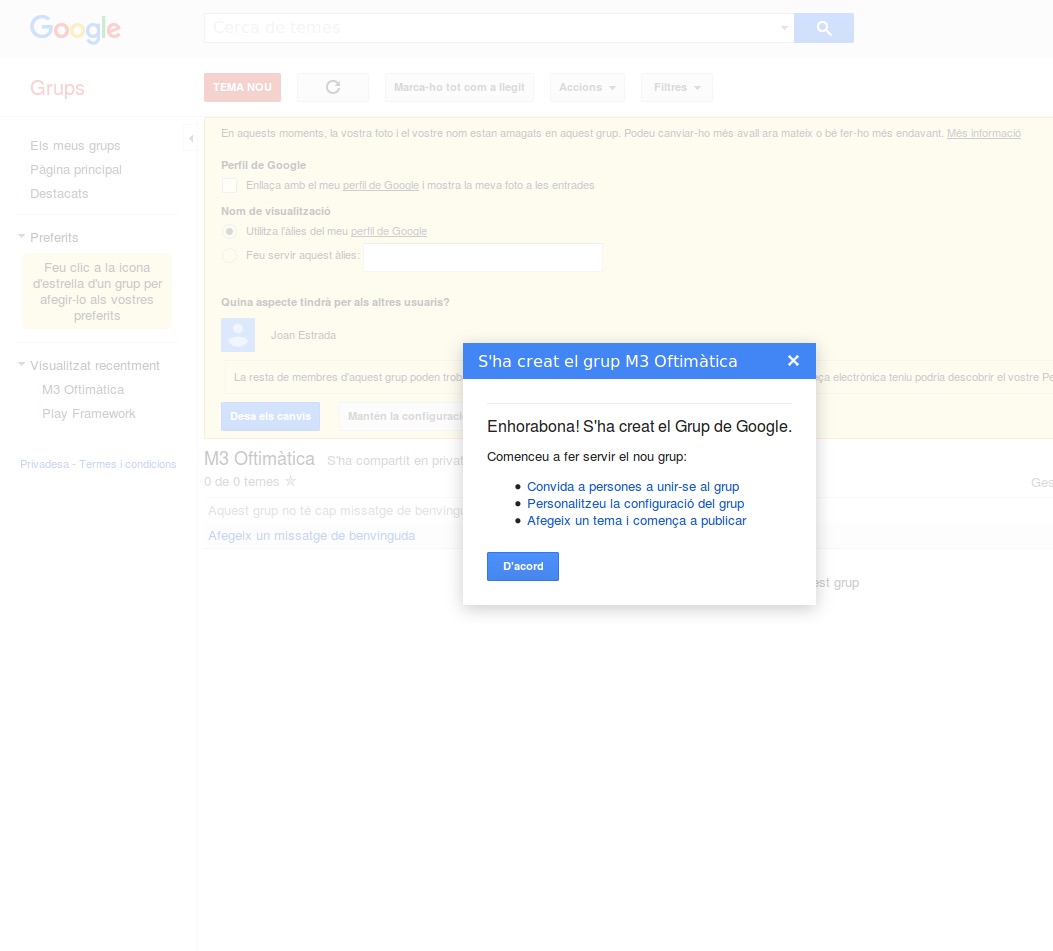 Google
Cerca de temes
Grups
TEMA NOU
Marca-ho tot com a llegit
Accions
Filtres
Els meus grups
Pàgina principal
Destacats
Preferits
Feu clic a la icona
d'estrella d'un grup per
afegir-lo als vostres
preferits
Visualitzat recentment
M3 Oftimàtica
Play Framework
Privadesa - Termes i condicions
En aquests moments, la vostra foto i el vostre nom estan amagats en aquest grup. Podeu canviar-ho més avall ara mateix o bé fer-ho més endavant. Més informació
Perfil de Google
Enllaça amb el meu perfil de Google i mostra la meva foto a les entrades
Nom de visualització
Utilitza l'àlies del meu perfil de Google
Feu servir aquest àlies:
Quina aspecte tindrà per als altres usuaris?
Joan Estrada
La resta de membres d'aquest grup poden trob
ça electrònica teniu podria descobrir el vostre Pe
Desa els canvis
Mantén la configuraci
M3 Oftimàtica S'ha compartit en privat
0 de 0 temes
Ges
Aquest grup no té cap missatge de benvingu
Afegeix un missatge de benvinguda
est grup
S'ha creat el grup M3 Oftimàtica
Enhorabona! S'ha creat el Grup de Google.
Comenceu a fer servir el nou grup:
Convida a persones a unir-se al grup
Personalitzeu la configuració del grup
Afegeix un tema i comença a publicar
D'acord